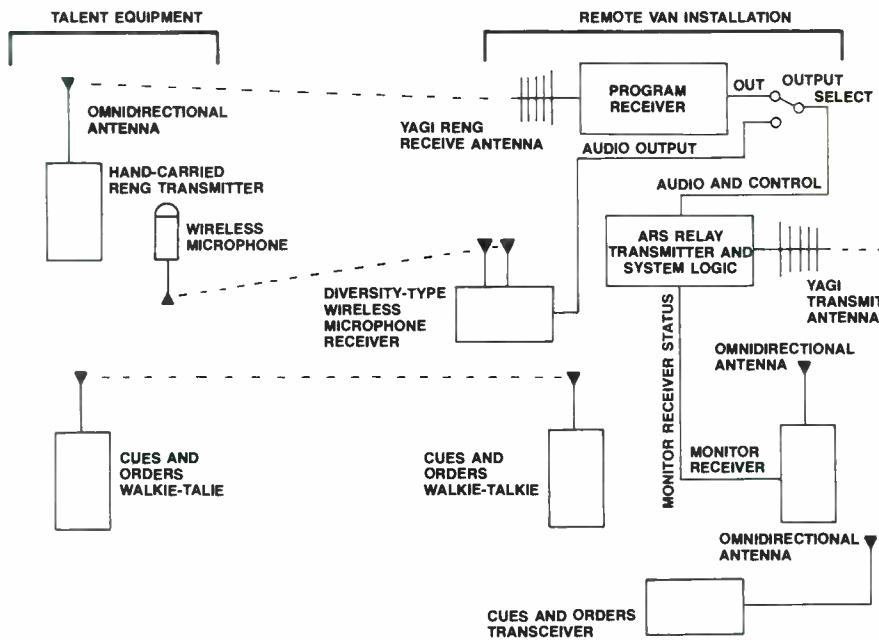 TALENT EQUIPMENT
REMOTE VAN INSTALLATION
OMNIDIRECTIONAL
ANTENNA
HAND-CARRIED
RENG TRANSMITTER
WIRELESS
MICROPHONE
YAGI RENG
RECEIVE ANTENNA
PROGRAM
RECEIVER
OUT
OUTPUT
SELECT
AUDIO OUTPUT
AUDIO AND CONTROL
ARS RELAY
TRANSMITTER AND
SYSTEM LOGIC
YAGI
TRANSMIT
ANTENNA
DIVERSITY-TYPE
WIRELESS
MICROPHONE
RECEIVER
MONITOR RECEIVER STATUS
OMNIDIRECTIONAL
ANTENNA
MONITOR
RECEIVER
CUES AND
ORDERS
WALKIE-TALIE
CUES AND
ORDERS
WALKIE-TALKIE
OMNIDIRECTIONAL
ANTENNA
CUES AND ORDERS
TRANSCEIVER